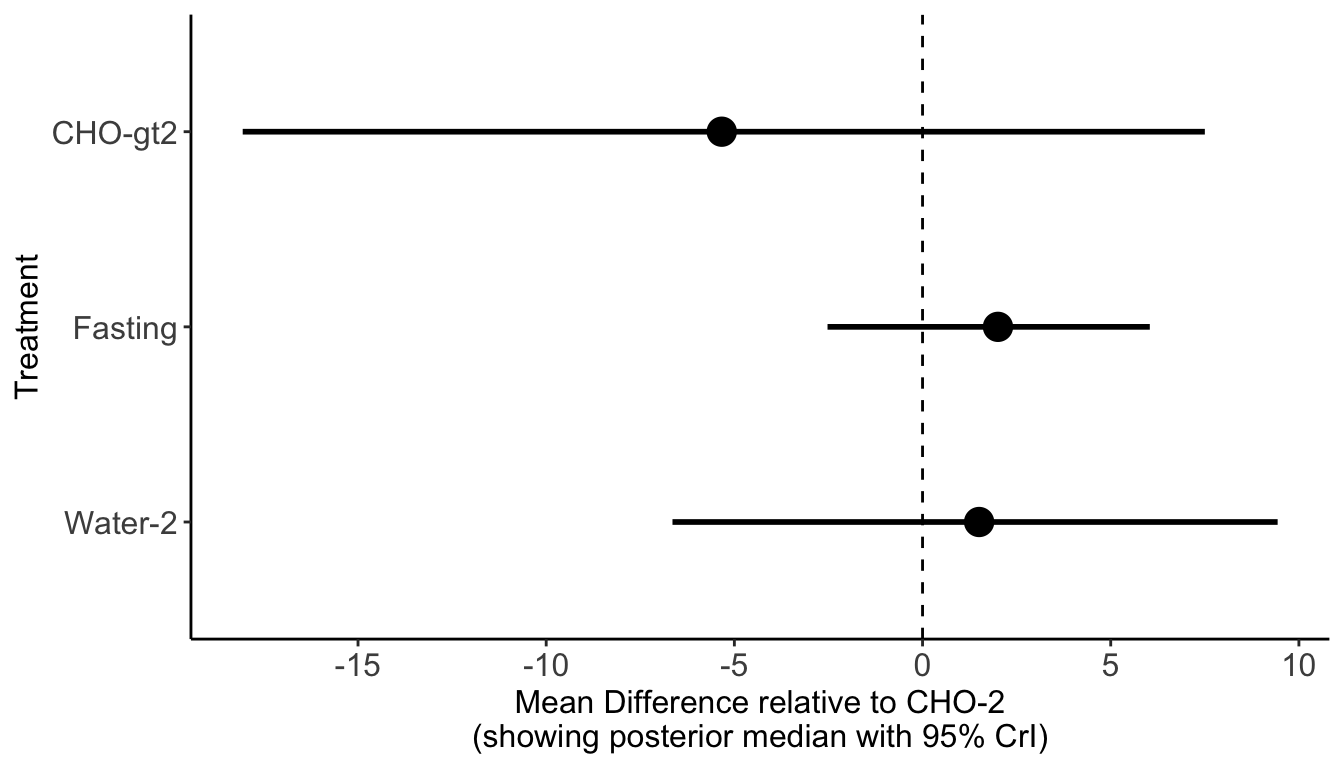 Treatment
CHO-gt2
Fasting
Water-2
-15 -10 -5 0 5 10
Mean Difference relative to CHO-2
(showing posterior median with 95% CrI)